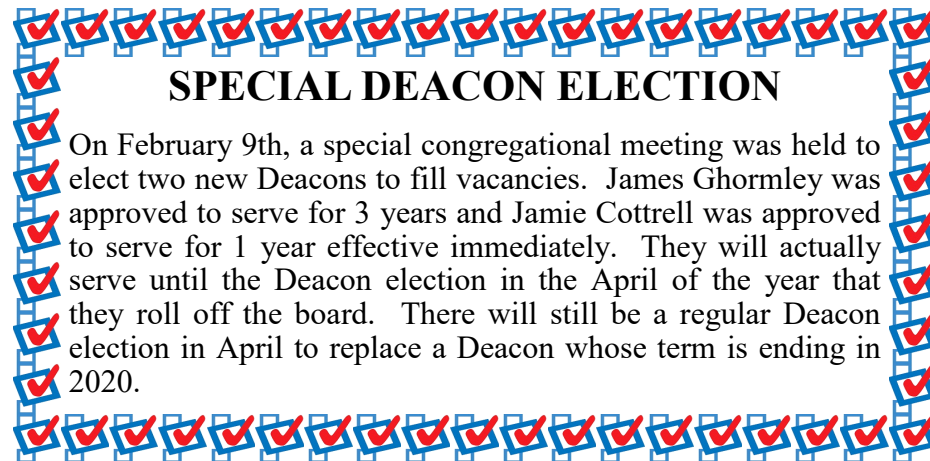 SPECIAL DEACON ELECTION
On February 9th, a special congregational meeting was held to
elect two new Deacons to fill vacancies.  James Ghormley was
approved to serve for 3 years and Jamie Cottrell was approved
to serve for 1 year effective immediately.  They will actually
serve until the Deacon election in the April of the year that
they roll off the board.  There will still be a regular Deacon
election in April to replace a Deacon whose term is ending in
2020.